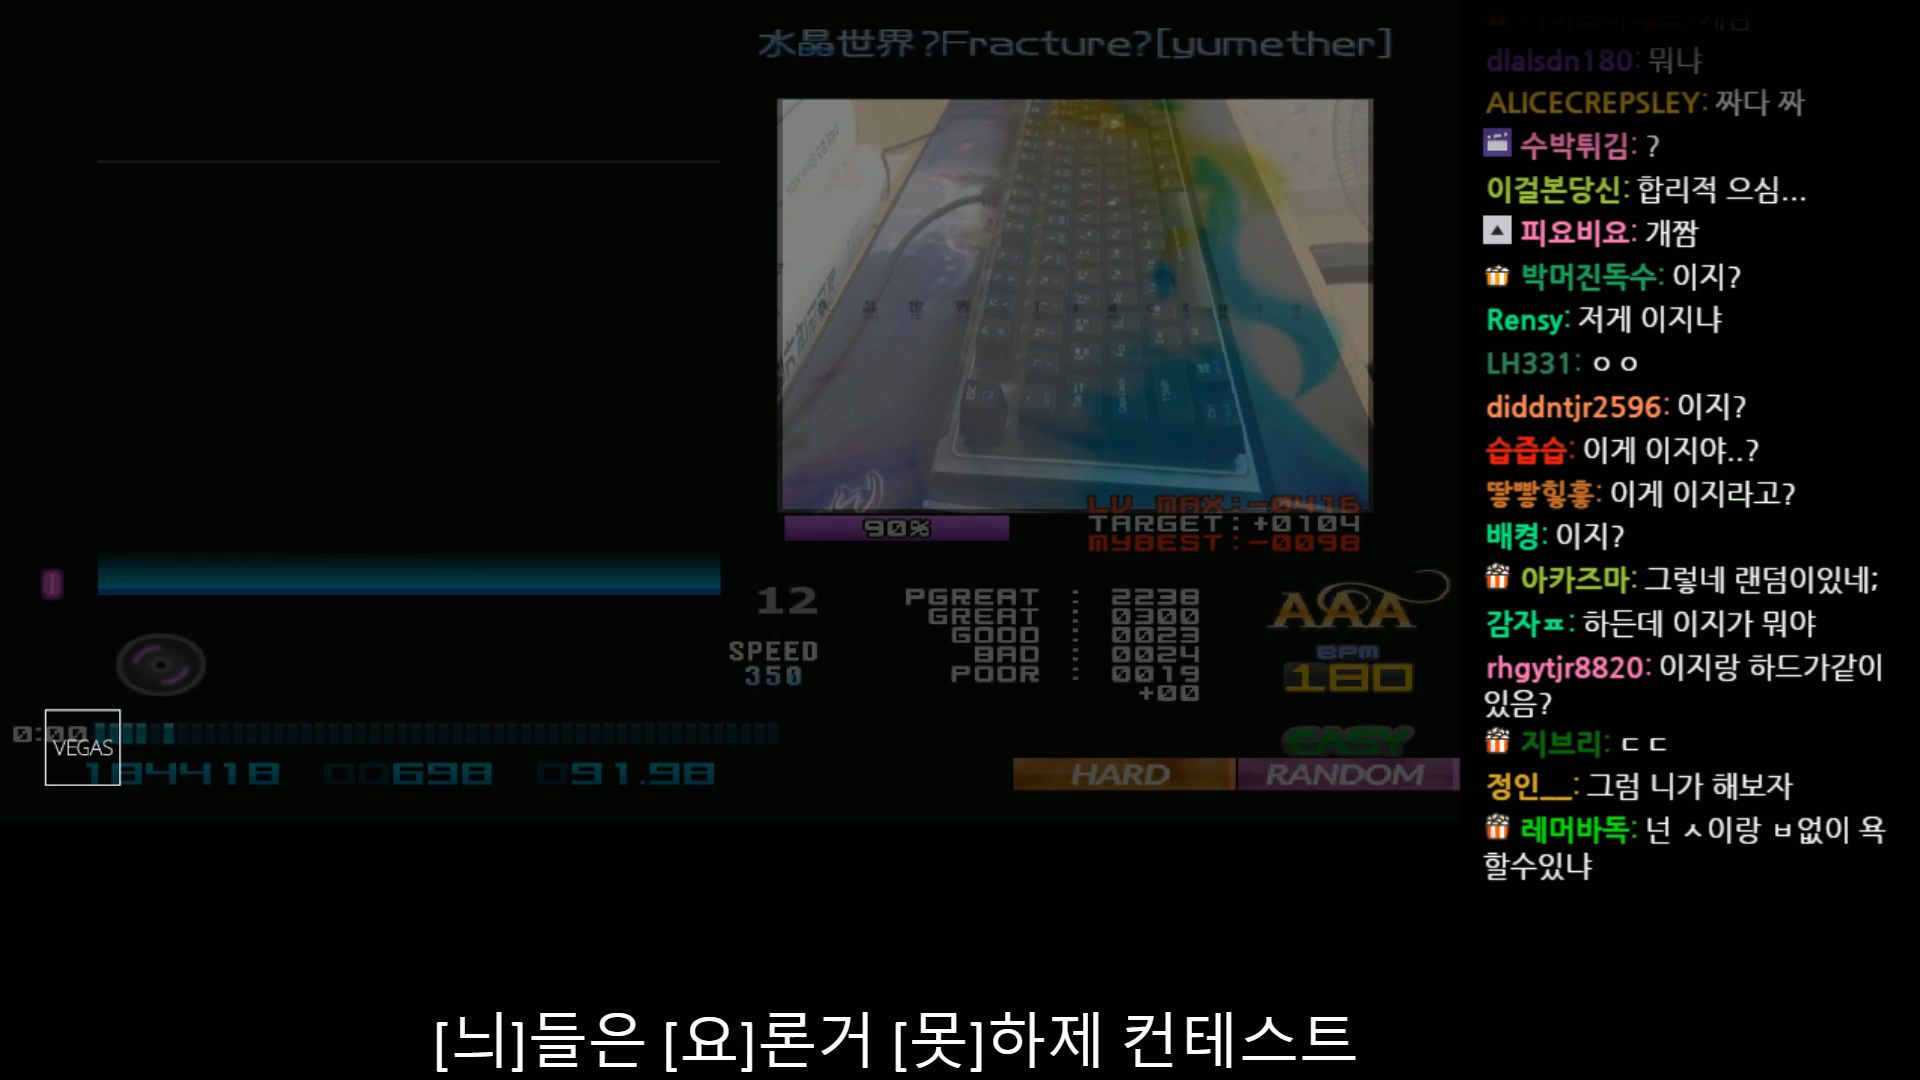 水晶世界?Fracture?[yumether]
90%
LV MAX:-0416
TARGET:+0104
MYBEST:-0098
12
SPEED
350
PGREAT : 2238
GREAT : 0300
GOOD : 0023
BAD : 0024
POOR : 0019
+00
AAA
BPM
180
EASY
HARD
RANDOM
0:00
VEGAS
184418 00698 091.98
dlalsdn180: 뭐냐
ALICECREPSLEY: 짜다 짜
수박튀김: ?
이걸본당신: 합리적 으심...
피요비요: 개짬
박머진독수: 이지?
Rensy: 저게 이지냐
LH331: ㅇㅇ
diddntjr2596: 이지?
습즙습: 이게 이지야..?
땋빻힣흫: 이게 이지라고?
배켱: 이지?
아카즈마: 그렇네 랜덤이있네;
감자ㅍ: 하든데 이지가 뭐야
rhgytjr8820: 이지랑 하드가같이
있음?
지브리: ㄷㄷ
정인__: 그럼 니가 해보자
레머바독: 넌 ㅅ이랑 ㅂ없이 욕
할수있냐
[늬]들은 [요]론거 [못]하제 컨테스트